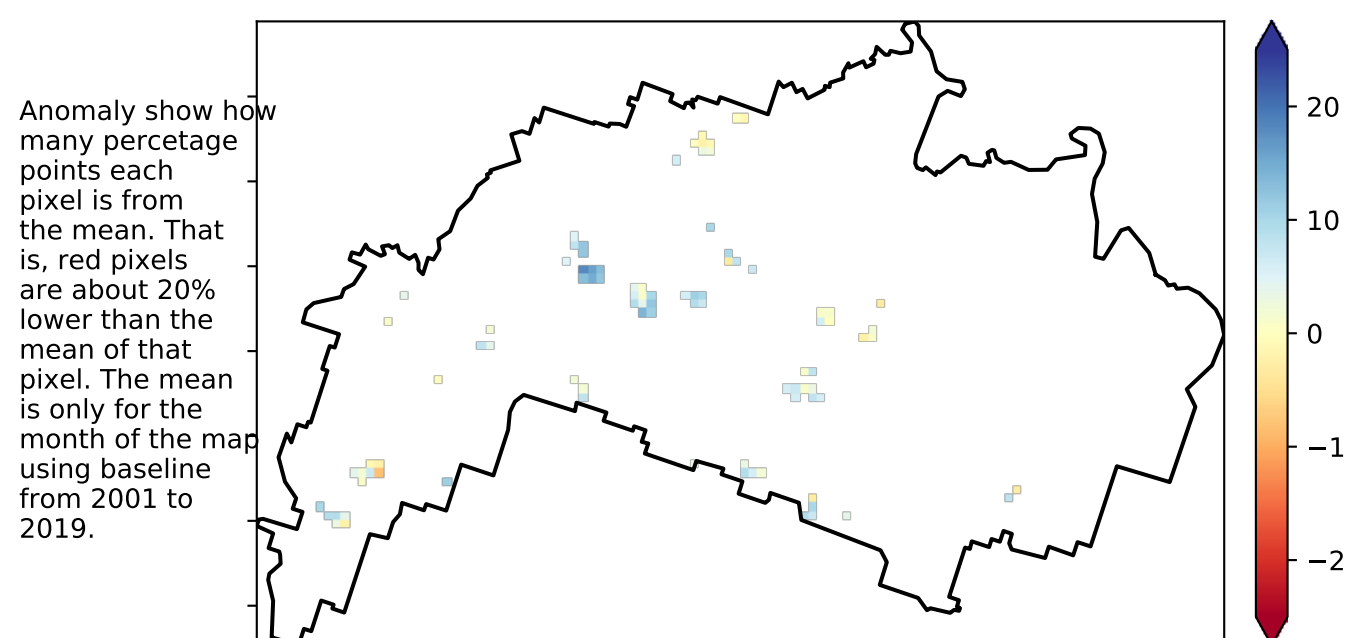 Anomaly show how
many percetage
points each
pixel is from
the mean. That
is, red pixels
are about 20%
lower than the
mean of that
pixel. The mean
is only for the
month of the map
using baseline
from 2001 to
2019.
20
10
0
−1
−2